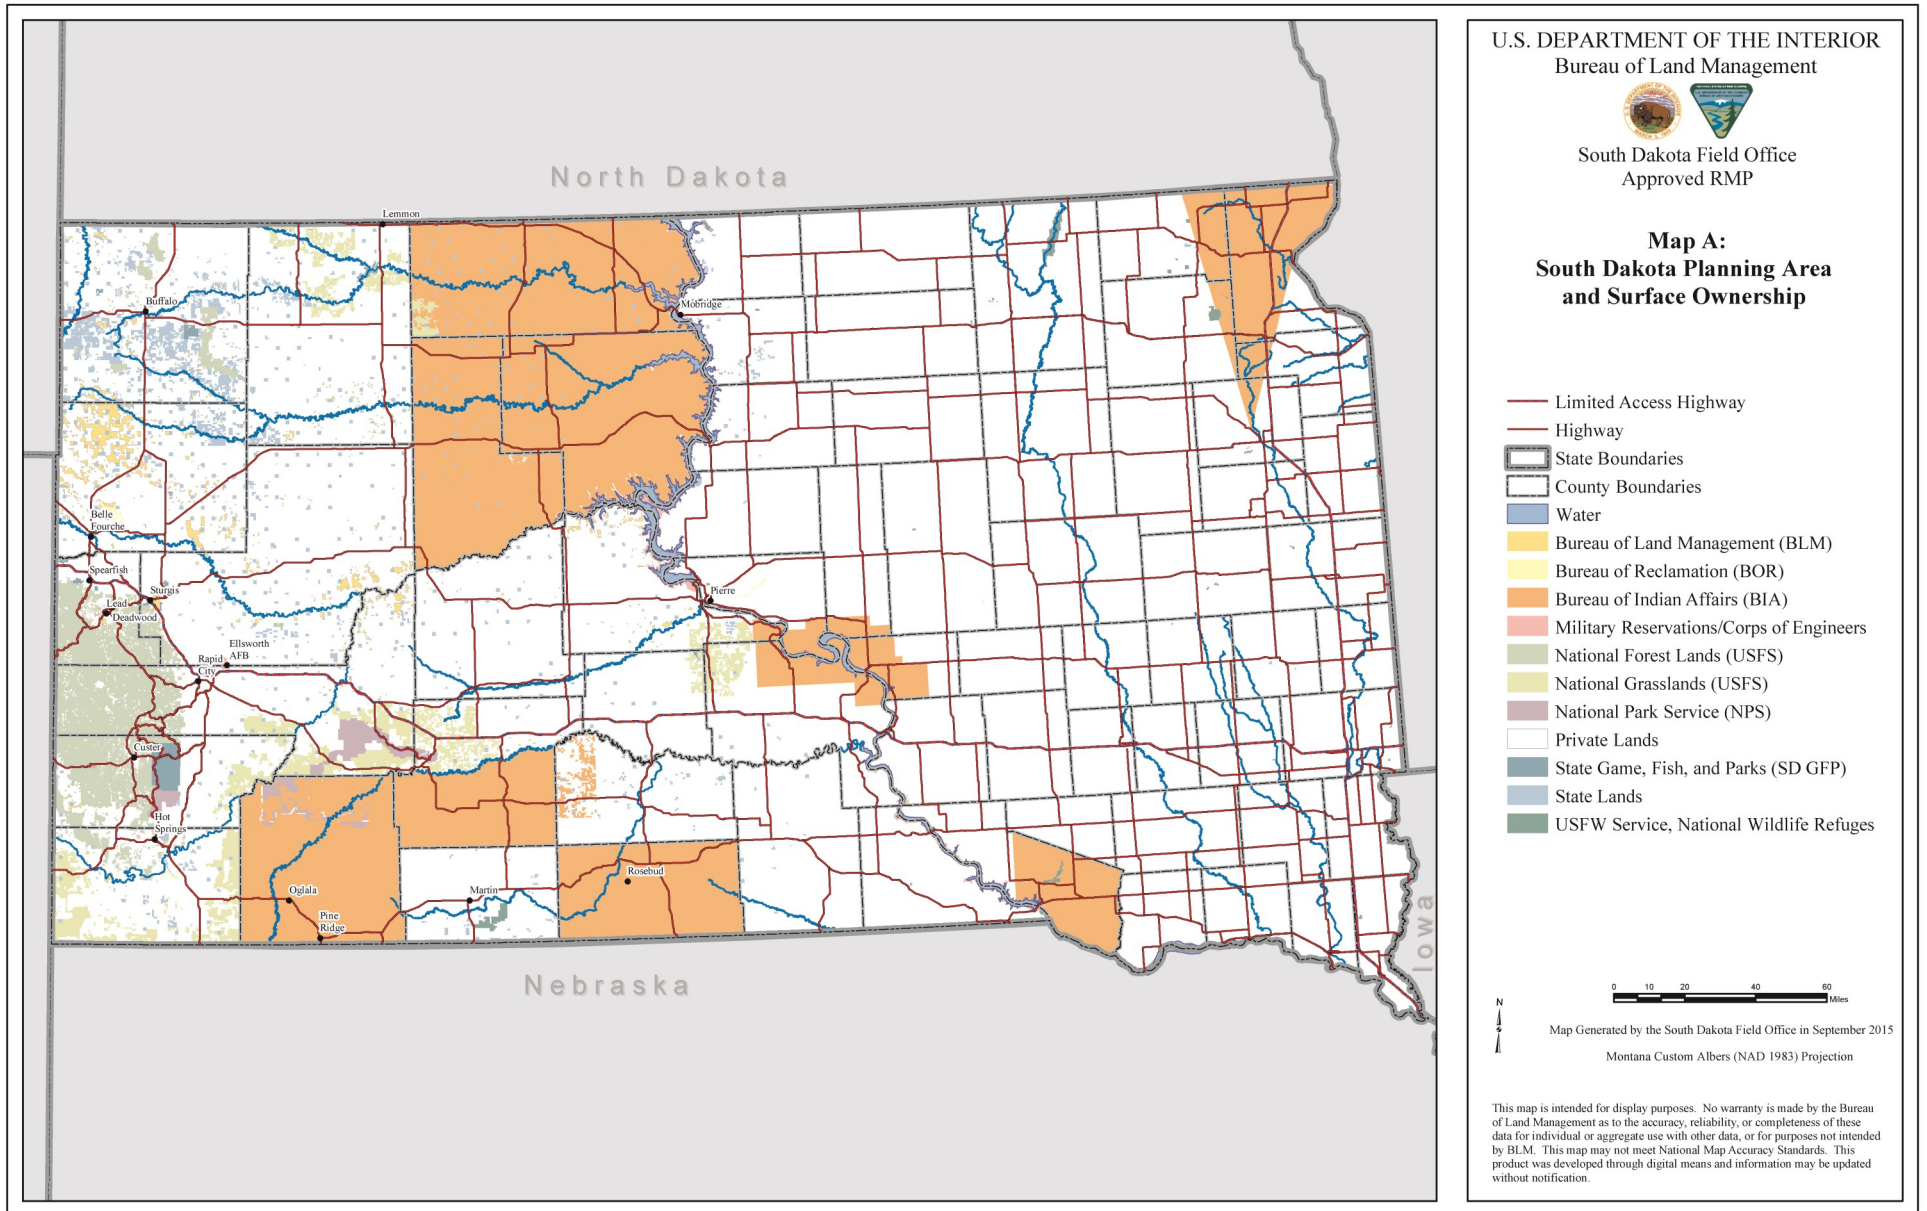 North Dakota
Lemmon
Buffalo
Mobridge
Belle
Fourche
Spearfish
Sturgis
Lead
Deadwood
Pierre
Ellsworth
AFB
Rapid
City
Custer
Hot
Springs
Oglala
Pine
Ridge
Martin
Rosebud
Nebraska
Iowa
U.S. DEPARTMENT OF THE INTERIOR
Bureau of Land Management
South Dakota Field Office
Approved RMP
Map A:
South Dakota Planning Area
and Surface Ownership
Limited Access Highway
Highway
State Boundaries
County Boundaries
Water
Bureau of Land Management (BLM)
Bureau of Reclamation (BOR)
Bureau of Indian Affairs (BIA)
Military Reservations/Corps of Engineers
National Forest Lands (USFS)
National Grasslands (USFS)
National Park Service (NPS)
Private Lands
State Game, Fish, and Parks (SD GFP)
State Lands
USFW Service, National Wildlife Refuges
0 10 20 40 60
Miles
N
Map Generated by the South Dakota Field Office in September 2015
Montana Custom Albers (NAD 1983) Projection
This map is intended for display purposes. No warranty is made by the Bureau
of Land Management as to the accuracy, reliability, or completeness of these
data for individual or aggregate use with other data, or for purposes not intended
by BLM. This map may not meet National Map Accuracy Standards. This
product was developed through digital means and information may be updated
without notification.